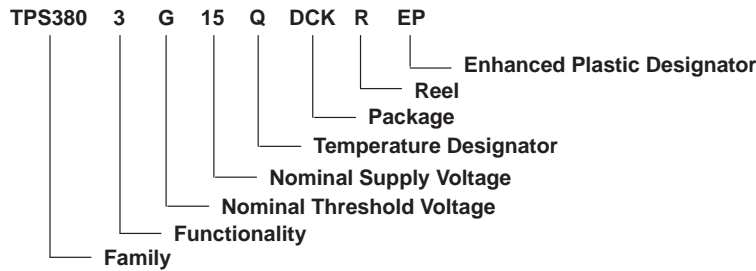 TPS380 3 G 15 Q DCK R EP
Enhanced Plastic Designator
Reel
Package
Temperature Designator
Nominal Supply Voltage
Nominal Threshold Voltage
Functionality
Family